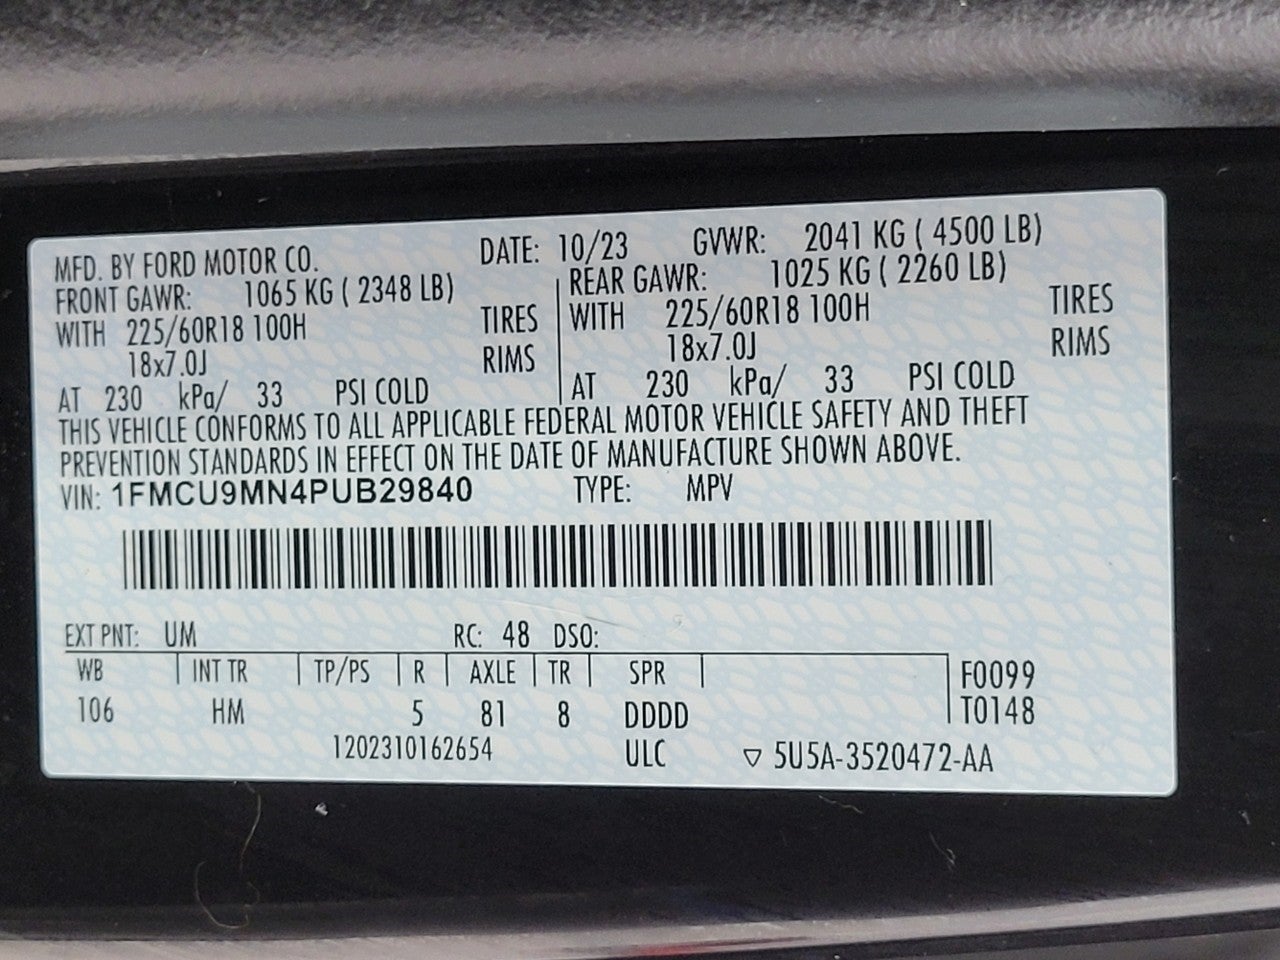 MFD. BY FORD MOTOR CO. DATE: 10/23 GVWR: 2041 KG ( 4500 LB)
FRONT GAWR: 1065 KG ( 2348 LB) REAR GAWR: 1025 KG ( 2260 LB)
WITH 225/60R18 100H TIRES WITH 225/60R18 100H TIRES
18x7.0J RIMS 18x7.0J RIMS
AT 230 kPa/ 33 PSI COLD AT 230 kPa/ 33 PSI COLD
THIS VEHICLE CONFORMS TO ALL APPLICABLE FEDERAL MOTOR VEHICLE SAFETY AND THEFT
PREVENTION STANDARDS IN EFFECT ON THE DATE OF MANUFACTURE SHOWN ABOVE.
VIN: 1FMCU9MN4PUB29840 TYPE: MPV
EXT PNT: UM RC: 48 DSO:
WB INT TR TP/PS R AXLE TR SPR F0099
106 HM 5 81 8 DDDD T0148
1202310162654 ULC ▽ 5U5A-3520472-AA